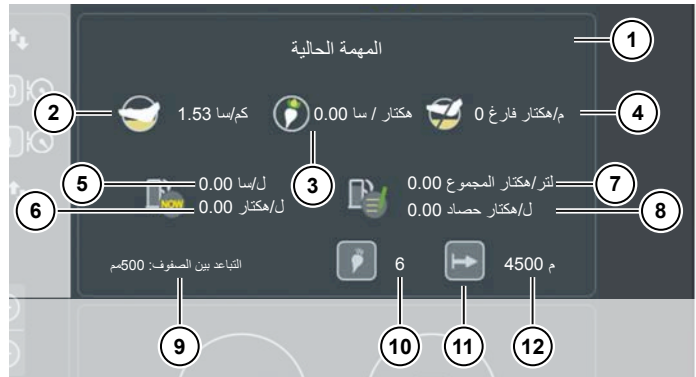 المهمة الحالية
1
2
كم/سا 1.53
هكتار / سا 0.00
3
م/هكتار فارغ 0
4
5
ل/سا 0.00
6
ل/هكتار 0.00
NOW
لتر/هكتار المجموع 0.00
7
ل/هكتار حصاد 0.00
8
التباعد بين الصفوف: 500مم
6
م 4500
9
10
11
12